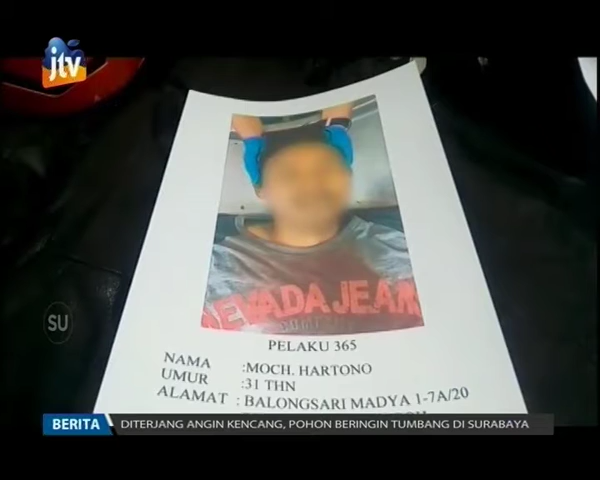 jtv
NEVADA JEANS
PELAKU 365
NAMA :MOCH. HARTONO
UMUR :31 THN
ALAMAT : BALONGSARI MADYA 1-7A/20
SU
BERITA DITERJANG ANGIN KENCANG, POHON BERINGIN TUMBANG DI SURABAYA